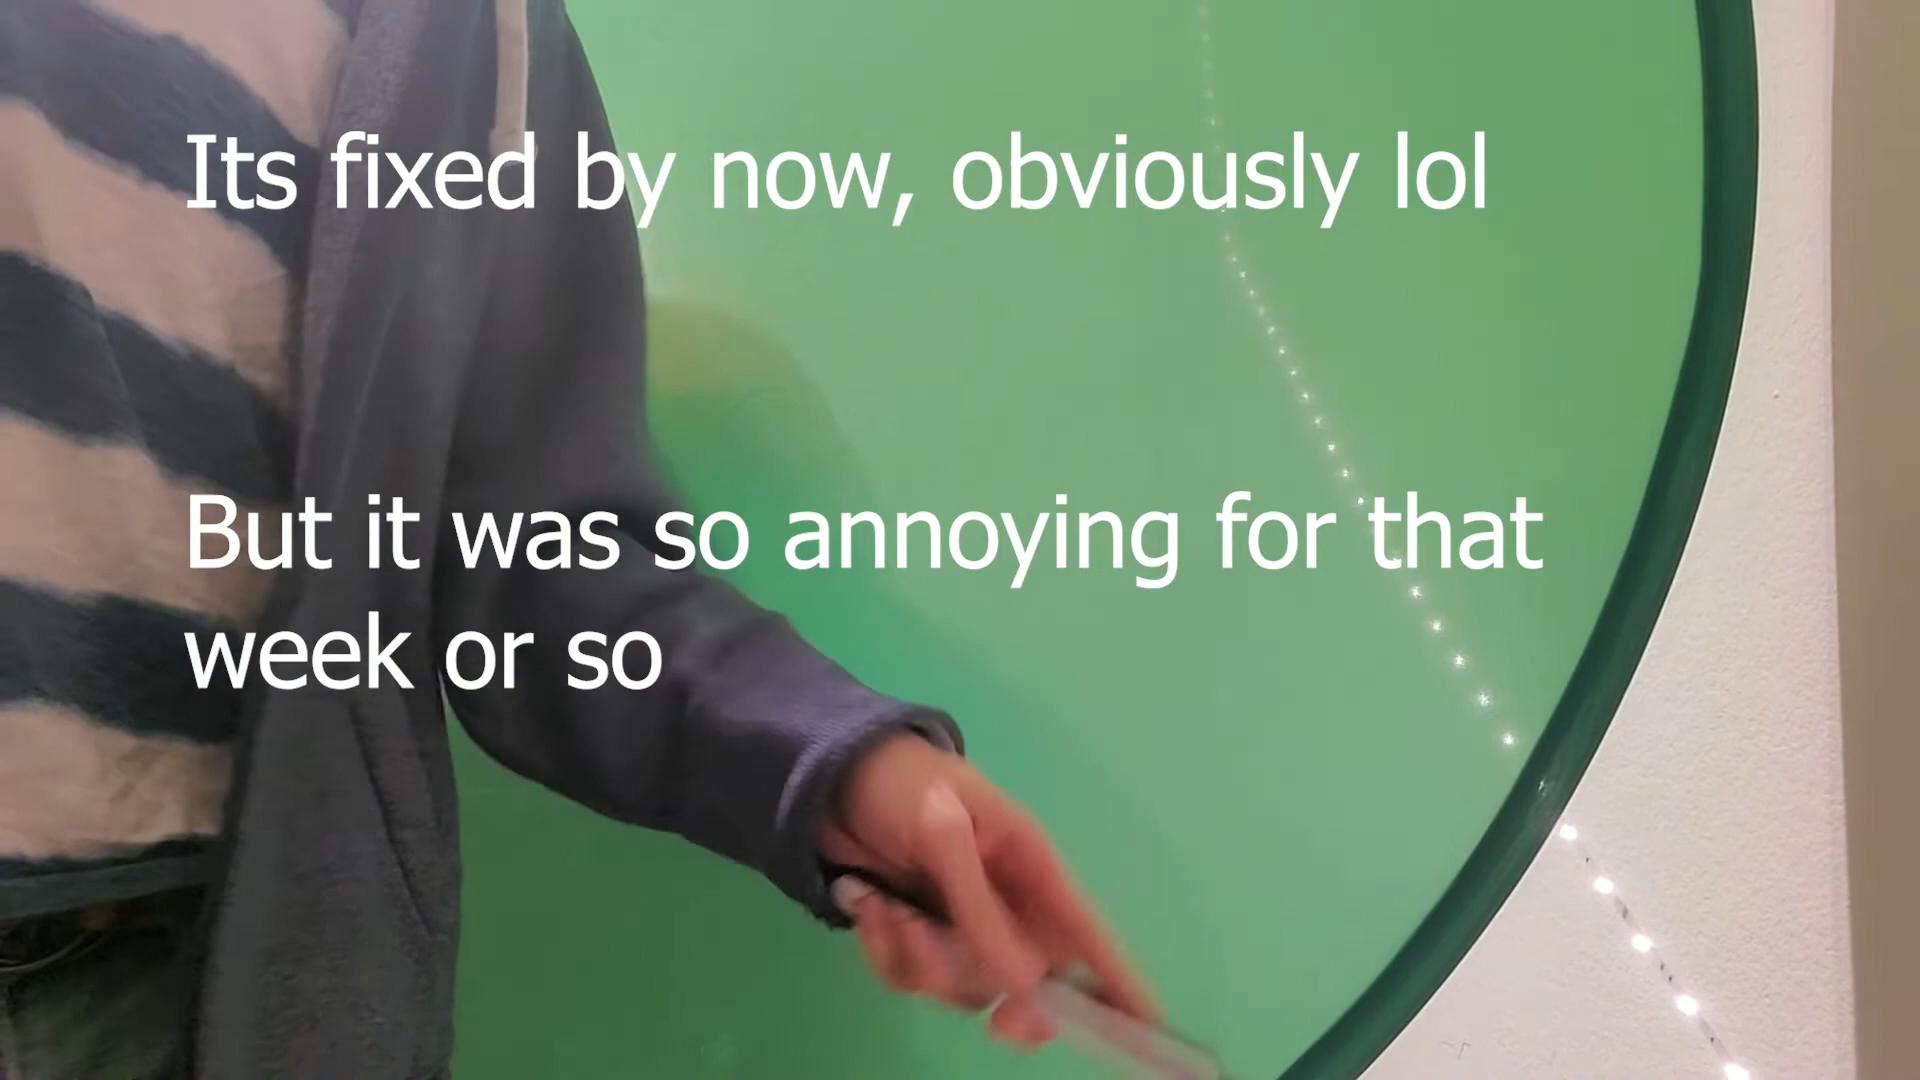 Its fixed by now, obviously lol
But it was so annoying for that
week or so